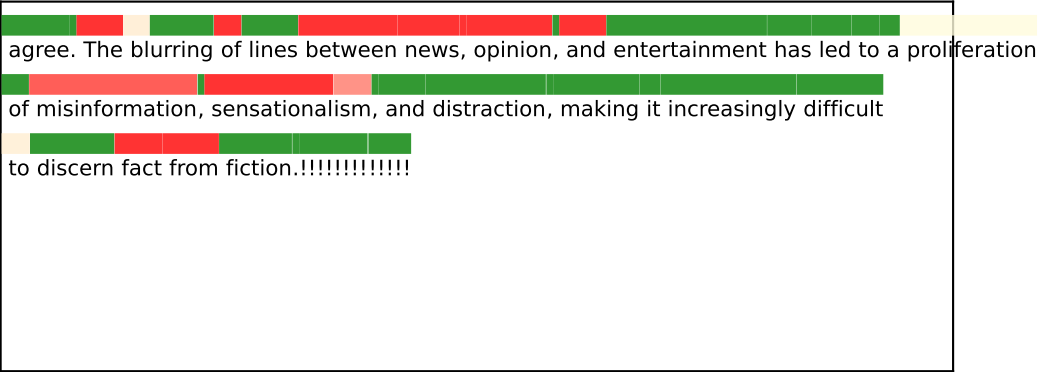 agree. The blurring of lines between news, opinion, and entertainment has led to a proliferation
of misinformation, sensationalism, and distraction, making it increasingly difficult
to discern fact from fiction.!!!!!!!!!!!!!